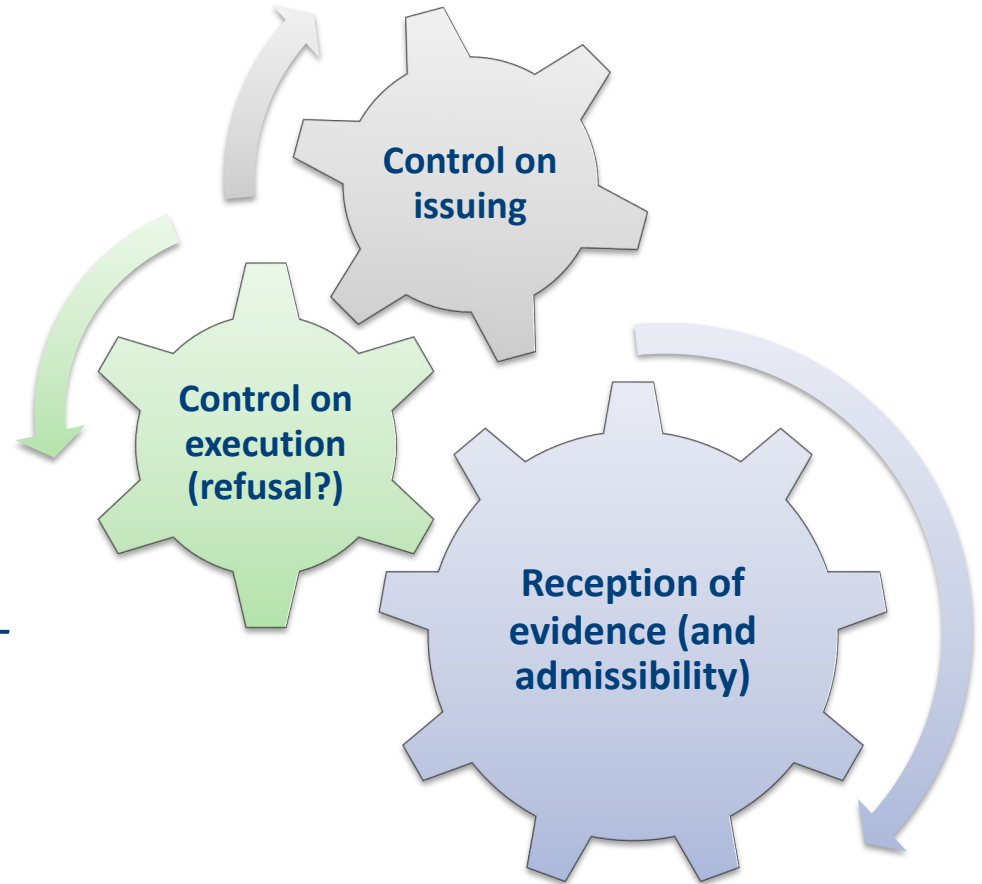 Control on
issuing
Control on
execution
(refusal?)
Reception of
evidence (and
admissibility)